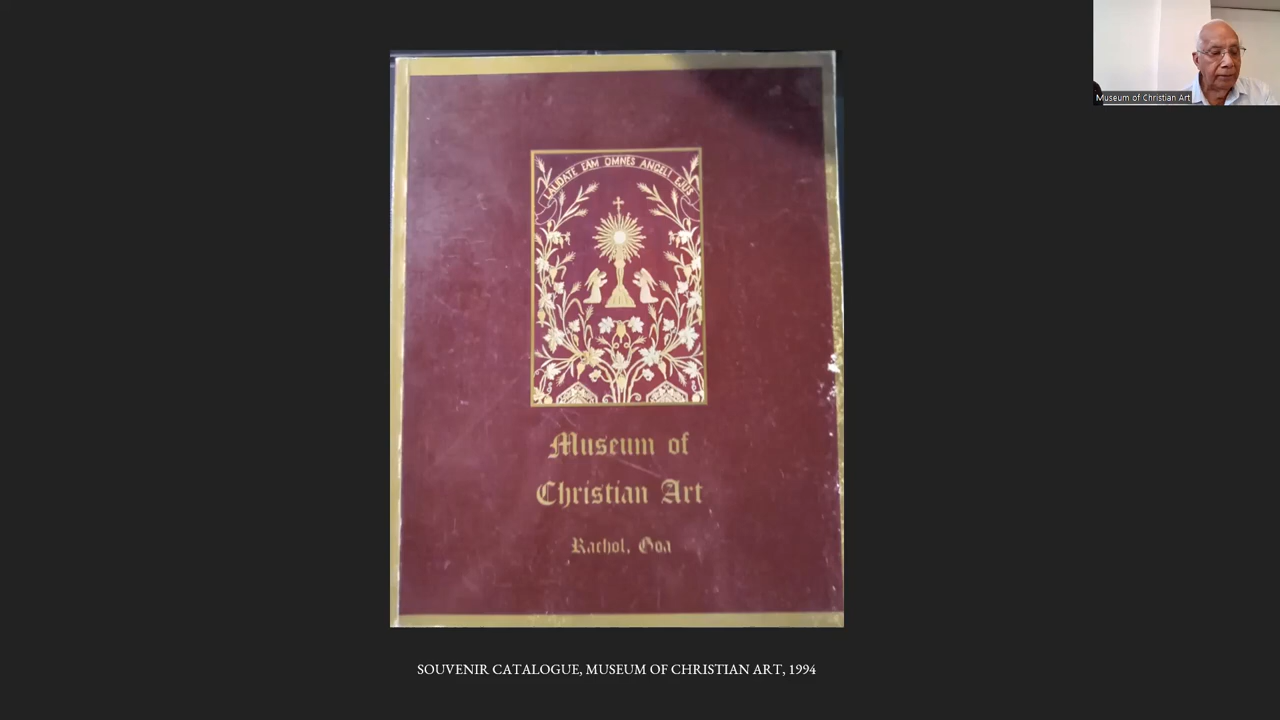 LAUDATE EAM OMNES ANGELI EJUS
Museum of
Christian Art
Rachol, Goa
SOUVENIR CATALOGUE, MUSEUM OF CHRISTIAN ART, 1994
Museum of Christian Art